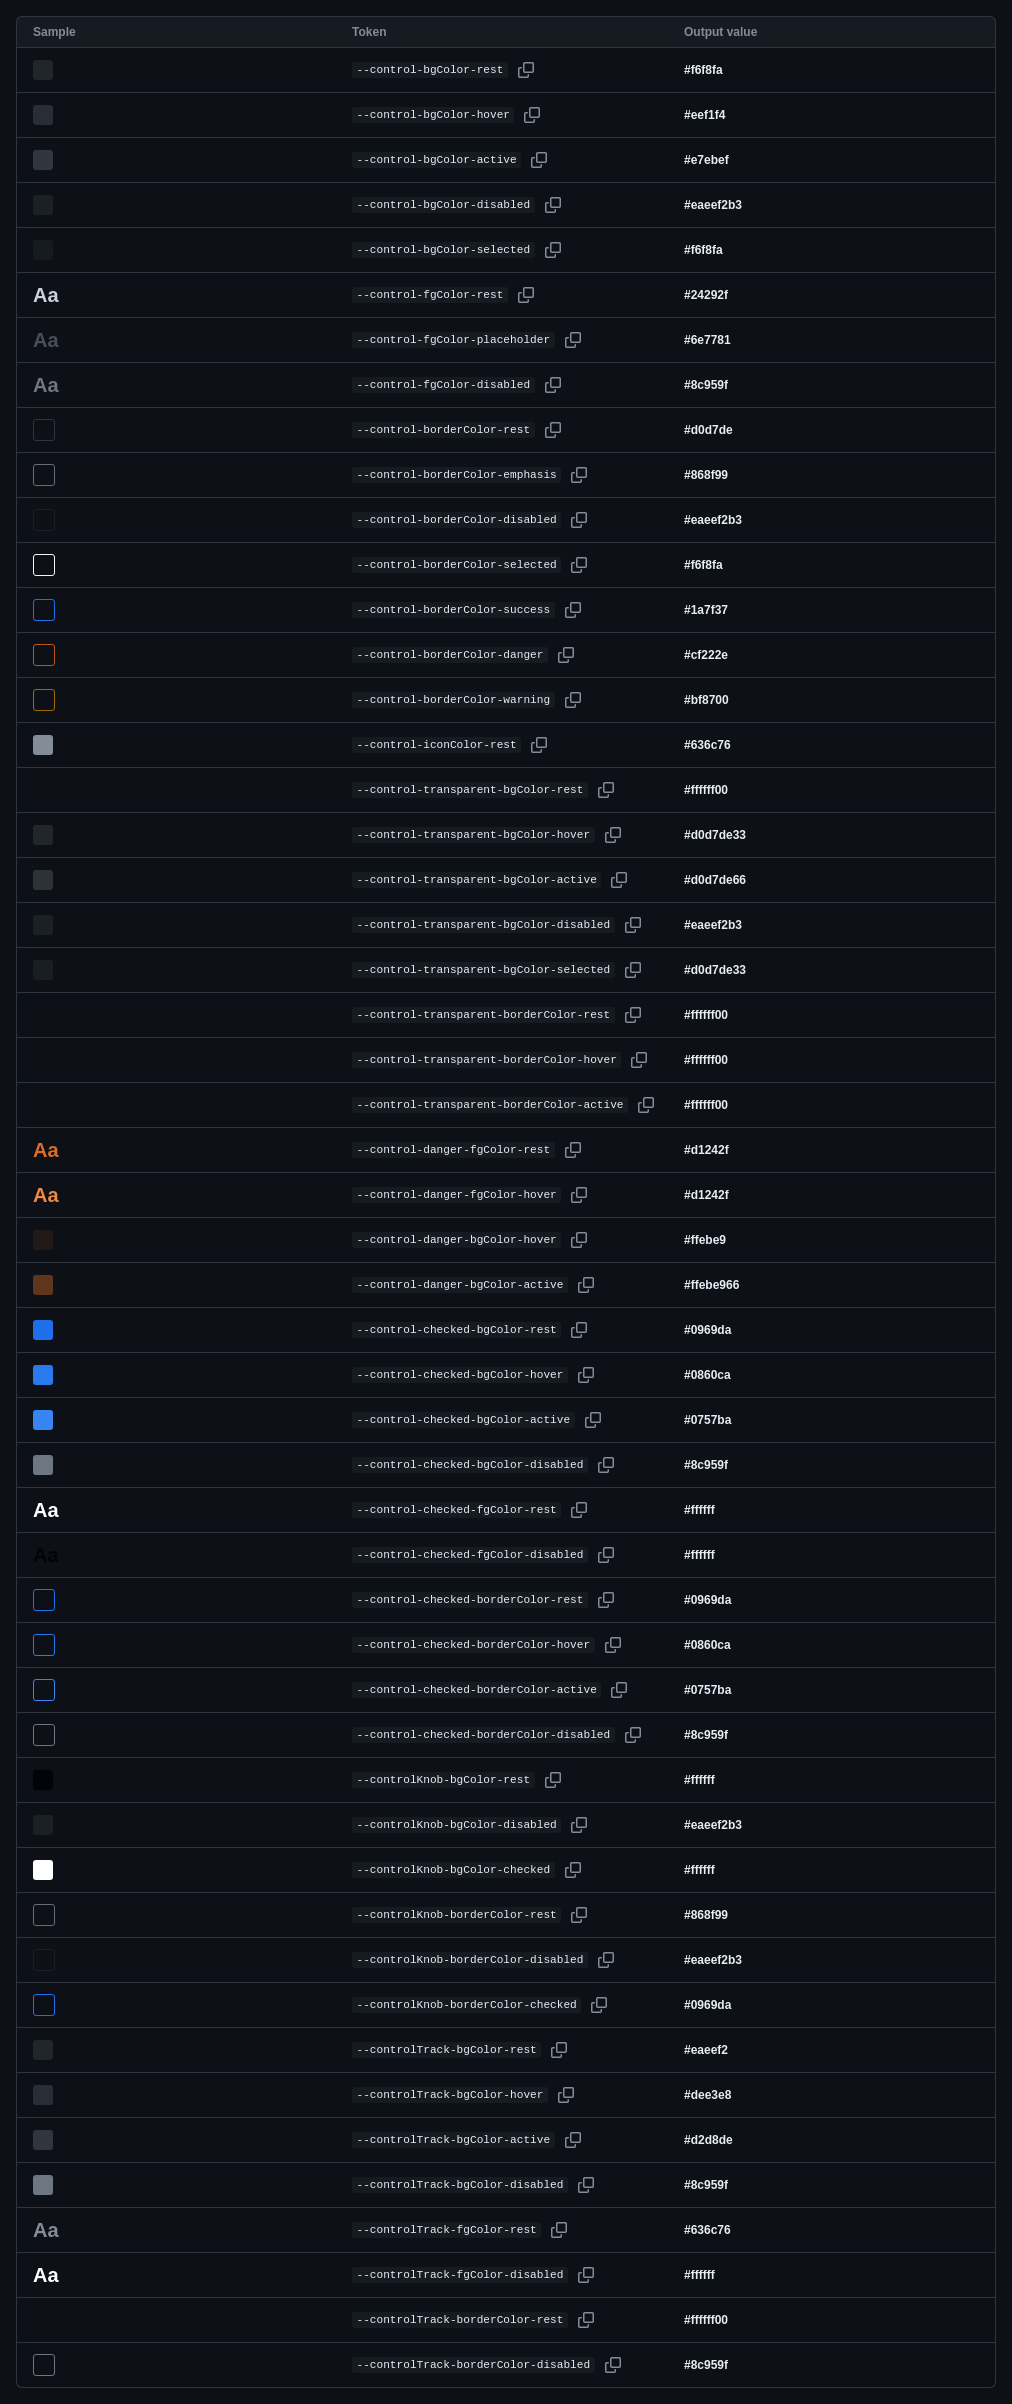 Sample Token Output value
--control-bgColor-rest #f6f8fa
--control-bgColor-hover #eef1f4
--control-bgColor-active #e7ebef
--control-bgColor-disabled #eaeef2b3
--control-bgColor-selected #f6f8fa
Aa --control-fgColor-rest #24292f
Aa --control-fgColor-placeholder #6e7781
Aa --control-fgColor-disabled #8c959f
--control-borderColor-rest #d0d7de
--control-borderColor-emphasis #868f99
--control-borderColor-disabled #eaeef2b3
--control-borderColor-selected #f6f8fa
--control-borderColor-success #1a7f37
--control-borderColor-danger #cf222e
--control-borderColor-warning #bf8700
--control-iconColor-rest #636c76
--control-transparent-bgColor-rest #ffffff00
--control-transparent-bgColor-hover #d0d7de33
--control-transparent-bgColor-active #d0d7de66
--control-transparent-bgColor-disabled #eaeef2b3
--control-transparent-bgColor-selected #d0d7de33
--control-transparent-borderColor-rest #ffffff00
--control-transparent-borderColor-hover #ffffff00
--control-transparent-borderColor-active #ffffff00
Aa --control-danger-fgColor-rest #d1242f
Aa --control-danger-fgColor-hover #d1242f
--control-danger-bgColor-hover #ffebe9
--control-danger-bgColor-active #ffebe966
--control-checked-bgColor-rest #0969da
--control-checked-bgColor-hover #0860ca
--control-checked-bgColor-active #0757ba
--control-checked-bgColor-disabled #8c959f
Aa --control-checked-fgColor-rest #ffffff
Aa --control-checked-fgColor-disabled #ffffff
--control-checked-borderColor-rest #0969da
--control-checked-borderColor-hover #0860ca
--control-checked-borderColor-active #0757ba
--control-checked-borderColor-disabled #8c959f
--controlKnob-bgColor-rest #ffffff
--controlKnob-bgColor-disabled #eaeef2b3
--controlKnob-bgColor-checked #ffffff
--controlKnob-borderColor-rest #868f99
--controlKnob-borderColor-disabled #eaeef2b3
--controlKnob-borderColor-checked #0969da
--controlTrack-bgColor-rest #eaeef2
--controlTrack-bgColor-hover #dee3e8
--controlTrack-bgColor-active #d2d8de
--controlTrack-bgColor-disabled #8c959f
Aa --controlTrack-fgColor-rest #636c76
Aa --controlTrack-fgColor-disabled #ffffff
--controlTrack-borderColor-rest #ffffff00
--controlTrack-borderColor-disabled #8c959f